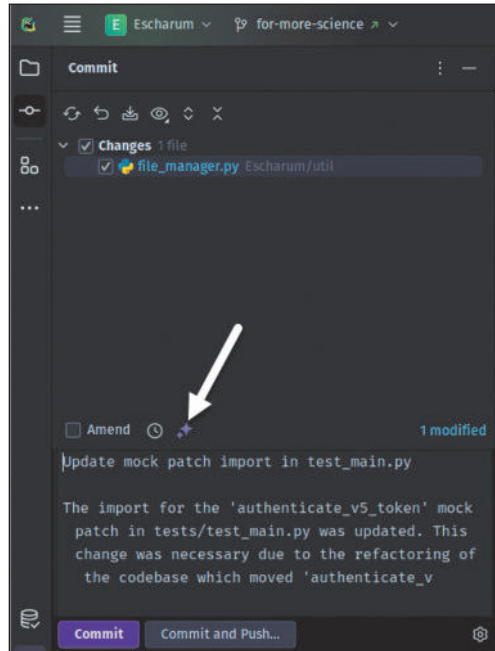 E Escharum for-more-science
Commit
Changes 1 file
file_manager.py Escharum/util
Amend 1 modified
Update mock patch import in test_main.py
The import for the 'authenticate_v5_token' mock
patch in tests/test_main.py was updated. This
change was necessary due to the refactoring of
the codebase which moved 'authenticate_v
Commit Commit and Push...